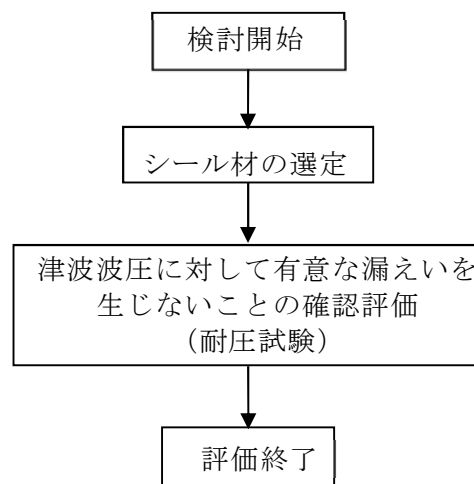 検討開始
シール材の選定
津波波圧に対して有意な漏えいを
生じないことの確認評価
（耐圧試験）
評価終了